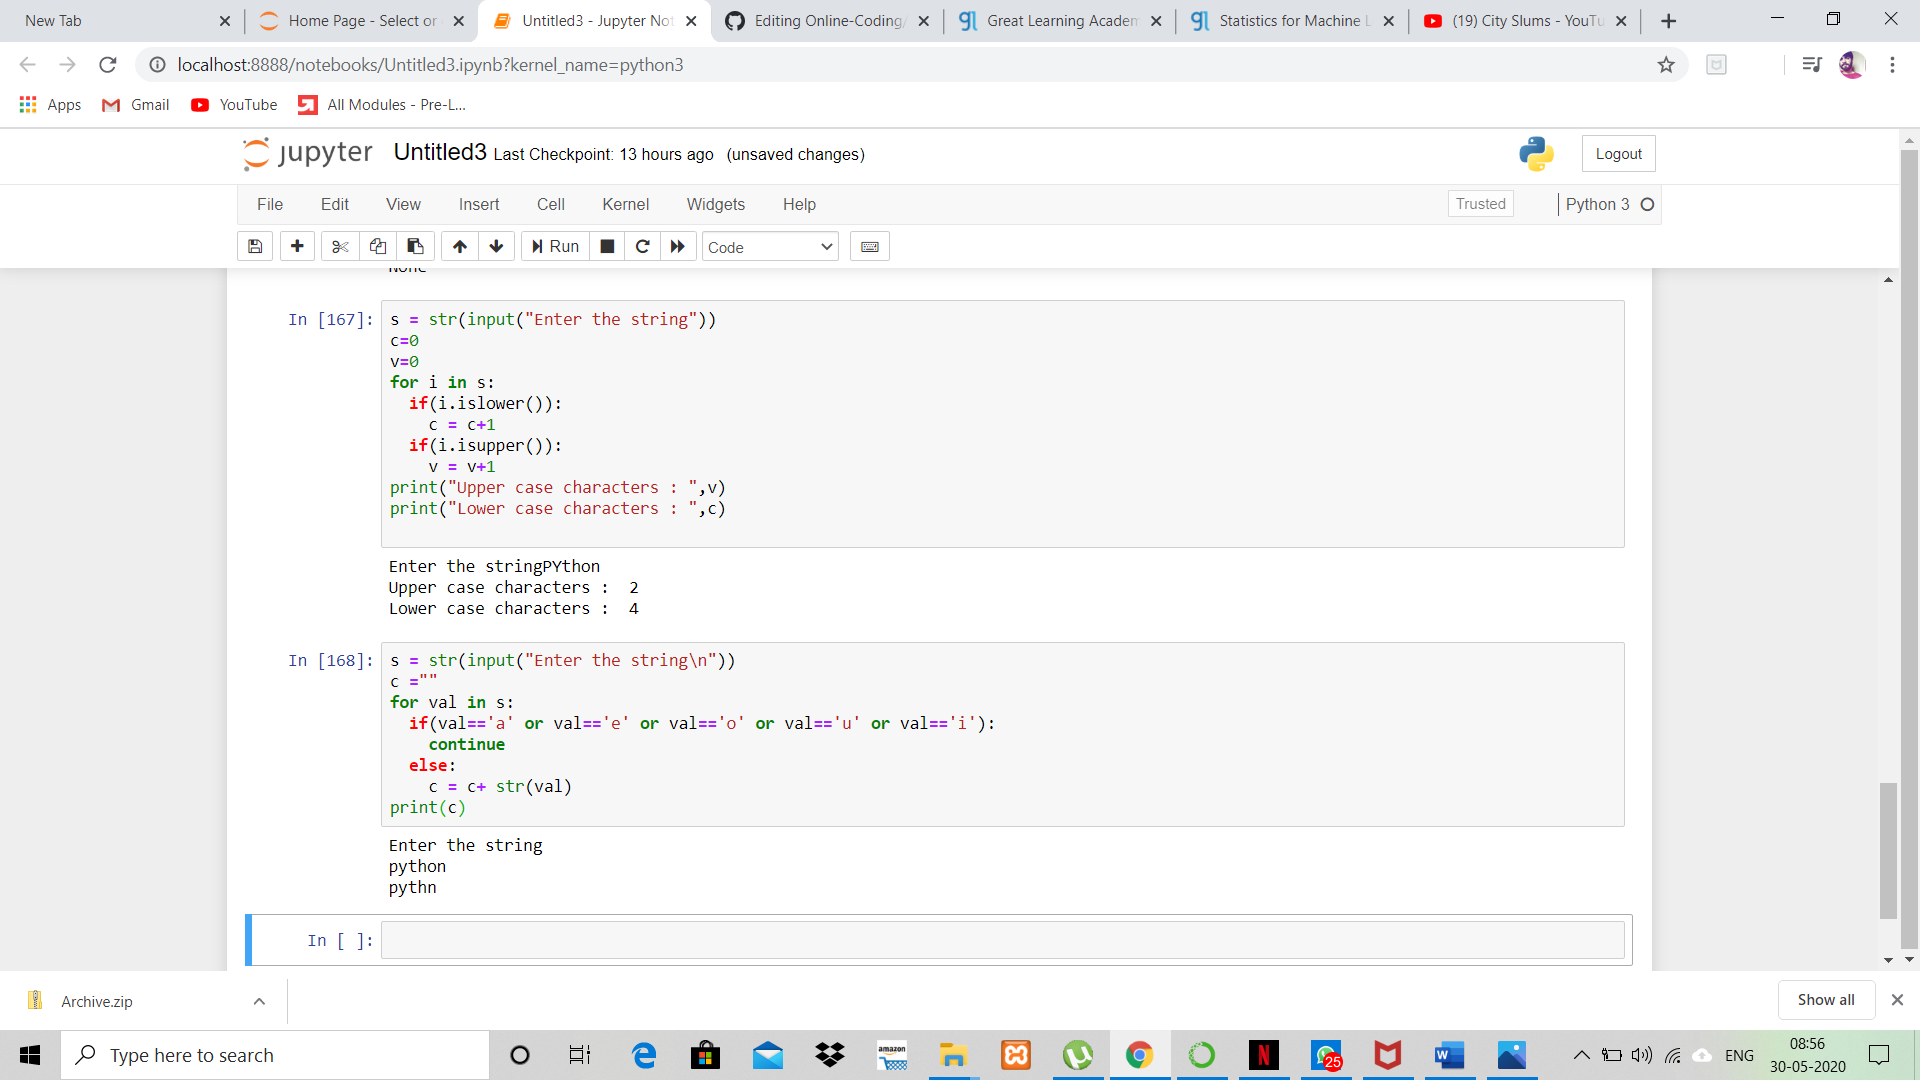 New Tab
Home Page - Select or
Untitled3 - Jupyter Not
Editing Online-Coding/
Great Learning Academ
Statistics for Machine L
(19) City Slums - YouTu
localhost:8888/notebooks/Untitled3.ipynb?kernel_name=python3
Apps
Gmail
YouTube
All Modules - Pre-L...
jupyter
Untitled3 Last Checkpoint: 13 hours ago (unsaved changes)
Logout
File Edit View Insert Cell Kernel Widgets Help
Trusted
Python 3
Run
Code
None
In [167]:
s = str(input("Enter the string"))
c=0
v=0
for i in s:
  if(i.islower()):
    c = c+1
  if(i.isupper()):
    v = v+1
print("Upper case characters : ",v)
print("Lower case characters : ",c)
Enter the stringPYthon
Upper case characters :  2
Lower case characters :  4
In [168]:
s = str(input("Enter the string\n"))
c =""
for val in s:
  if(val=='a' or val=='e' or val=='o' or val=='u' or val=='i'):
    continue
  else:
    c = c+ str(val)
print(c)
Enter the string
python
pythn
In [ ]:
Archive.zip
Show all
Type here to search
amazon
25
ENG
08:56
30-05-2020